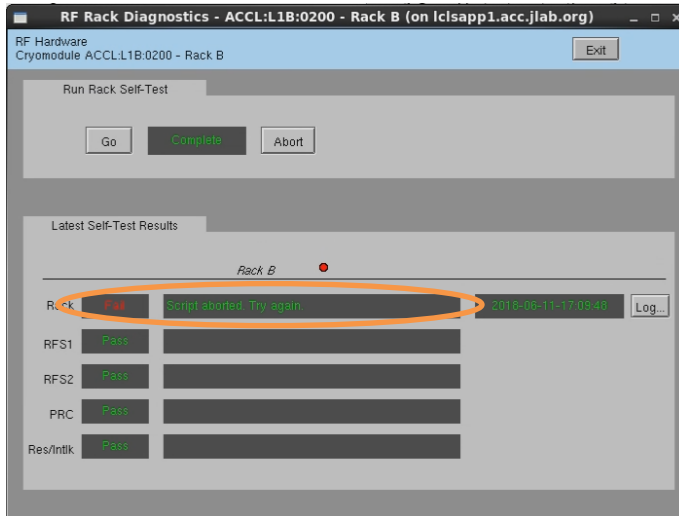 RF Rack Diagnostics - ACCL:L1B:0200 - Rack B (on lclsapp1.acc.jlab.org)
RF Hardware
Cryomodule ACCL:L1B:0200 - Rack B
Exit
Run Rack Self-Test
Go Complete Abort
Latest Self-Test Results
Rack B
Rack Fail Script aborted. Try again. 2018-06-11-17:09:48 Log...
RFS1 Pass
RFS2 Pass
PRC Pass
Res/Intlk Pass